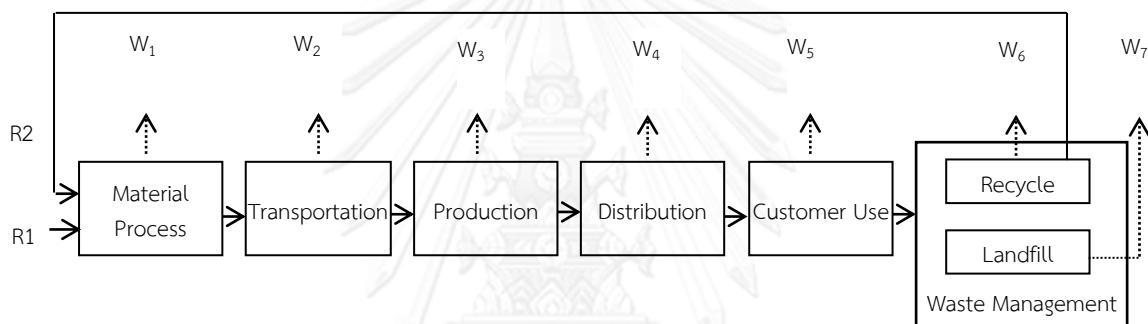 W₁ W₂ W₃ W₄ W₅ W₆ W₇
R2
Material
Process
Transportation
Production
Distribution
Customer Use
Recycle
R1
Landfill
Waste Management